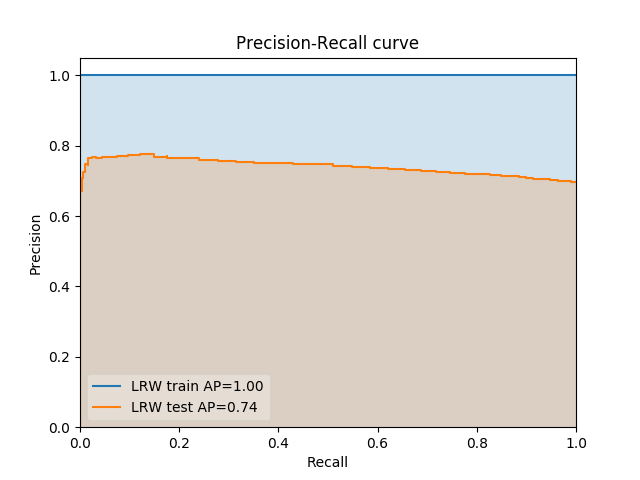 Precision-Recall curve
Precision
1.0
0.8
0.6
0.4
0.2
0.0
LRW train AP=1.00
LRW test AP=0.74
0.0 0.2 0.4 0.6 0.8 1.0
Recall